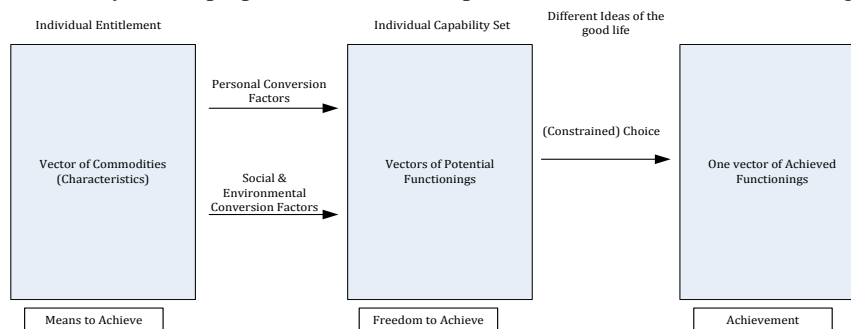 Individual Entitlement
Individual Capability Set
Different Ideas of the
good life
Personal Conversion
Factors
(Constrained) Choice
Vector of Commodities
(Characteristics)
Vectors of Potential
Functionings
One vector of Achieved
Functionings
Social &
Environmental
Conversion Factors
Means to Achieve
Freedom to Achieve
Achievement